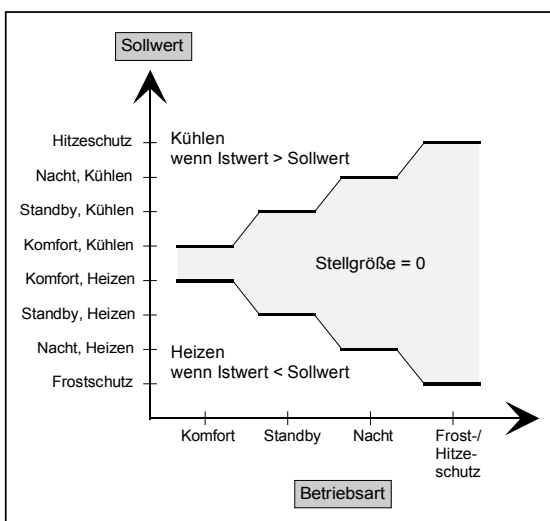 Sollwert
Hitzeschutz
Kühlen
wenn Istwert > Sollwert
Nacht, Kühlen
Standby, Kühlen
Komfort, Kühlen
Stellgröße = 0
Komfort, Heizen
Standby, Heizen
Nacht, Heizen
Heizen
wenn Istwert < Sollwert
Frostschutz
Komfort
Standby
Nacht
Frost-/
Hitze-
schutz
Betriebsart